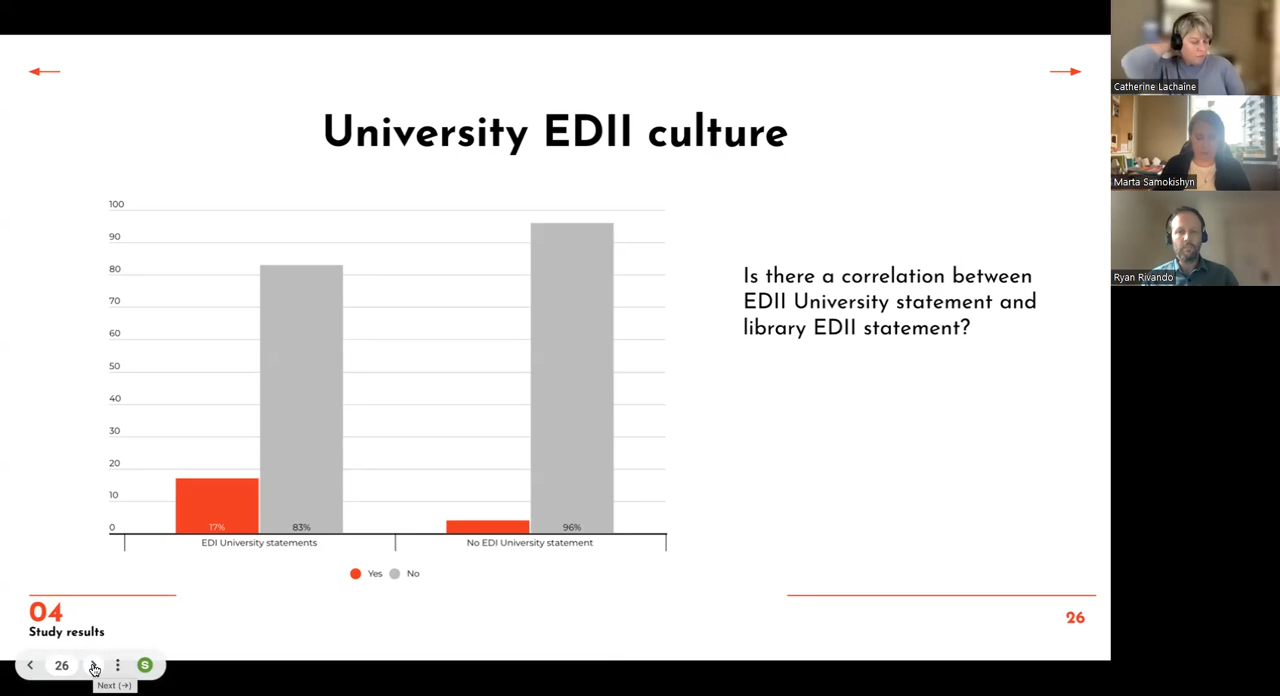 University EDII culture
100
90
80
70
60
50
40
30
20
10
0
17%
83%
96%
EDI University statements
No EDI University statement
Yes
No
Is there a correlation between
EDII University statement and
library EDII statement?
04
Study results
26
26
S
Next (→)
Catherine Lachaîne
Marta Samokishyn
Ryan Rivando